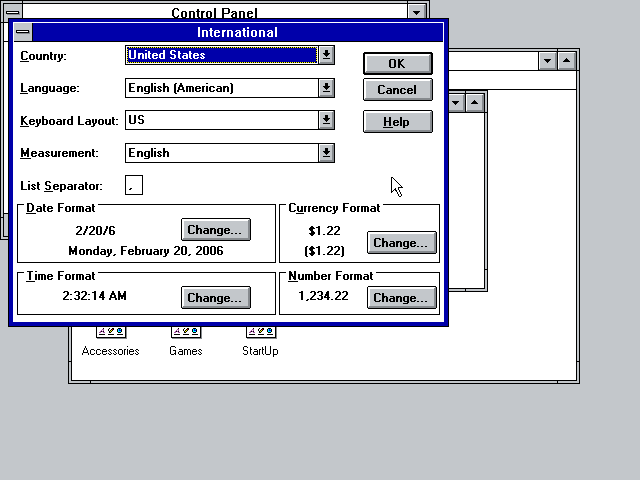 Control Panel
International
Country: United States
OK
Language: English (American)
Cancel
Keyboard Layout: US
Help
Measurement: English
List Separator: ,
Date Format
2/20/6
Change...
Monday, February 20, 2006
Currency Format
$1.22
($1.22)
Change...
Time Format
2:32:14 AM
Change...
Number Format
1,234.22
Change...
Accessories Games StartUp